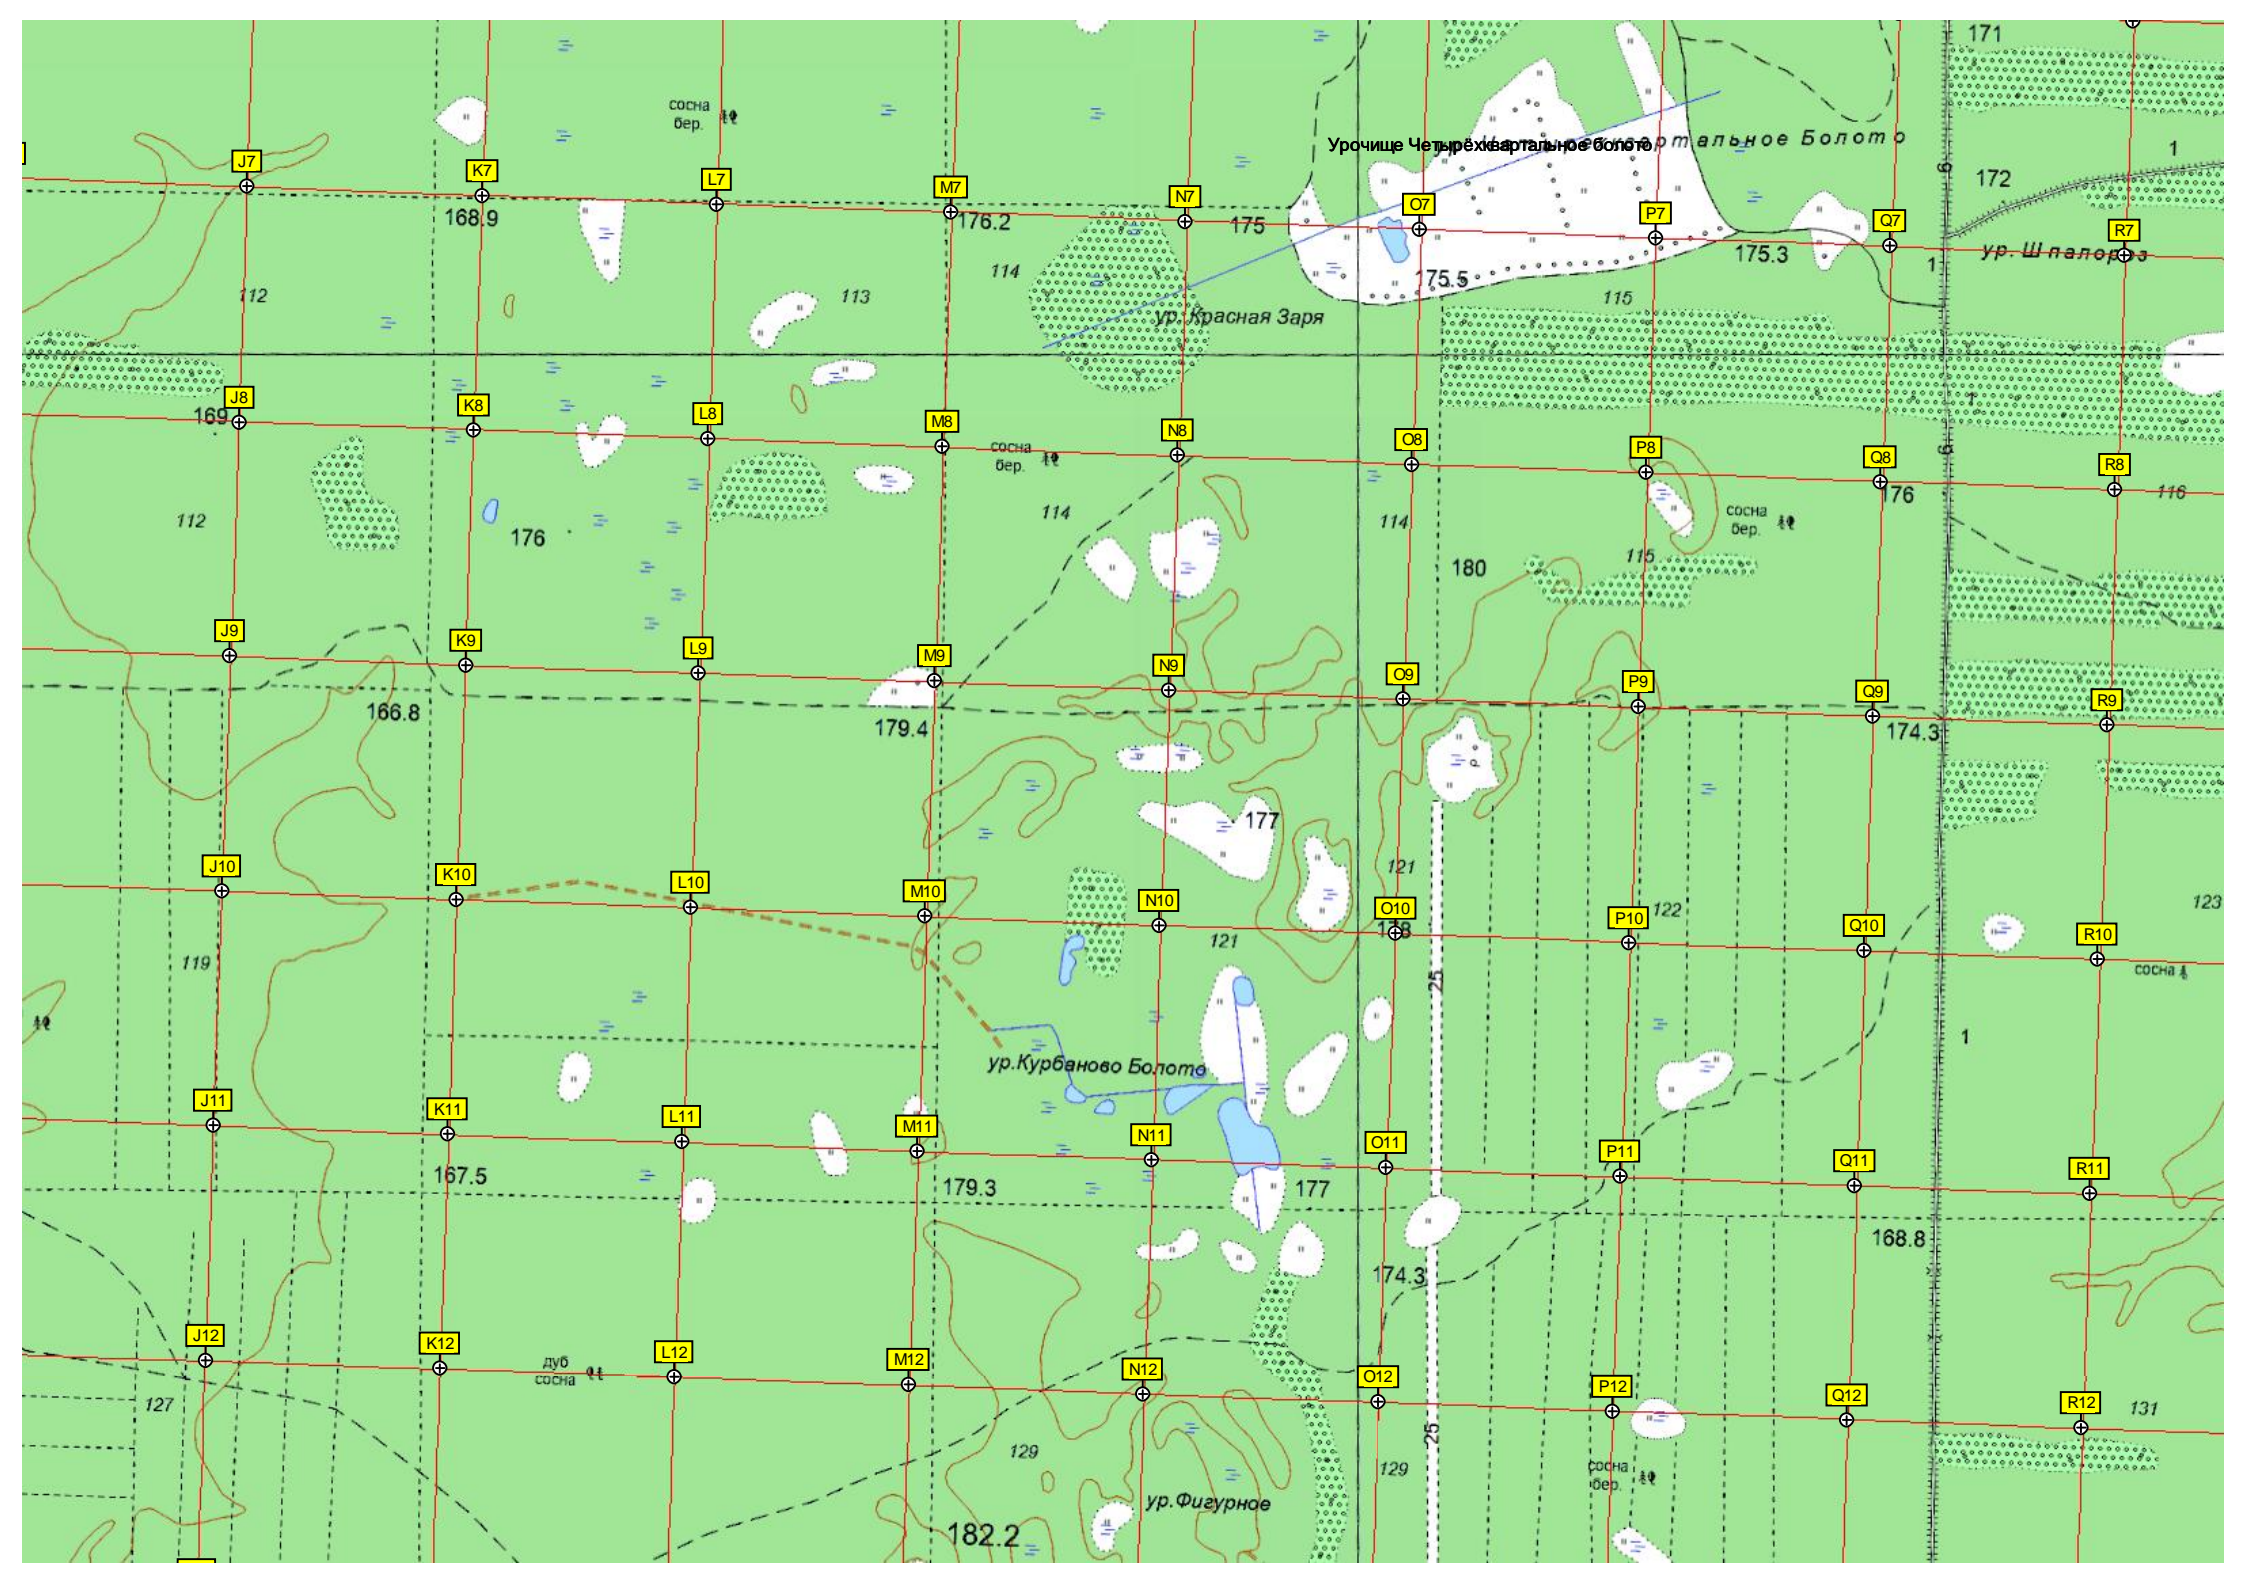 171
сосна
бер.
ур. Четырёхквартальное Болото
Урочище Четырёхквартальное болото
1
6
172
J7
K7
L7
M7
N7
O7
P7
Q7
R7
168.9
176.2
175
175.3
ур. Шпалорез
1
114
175.5
112
113
115
ур. Красная Заря
1
J8
K8
L8
M8
N8
O8
P8
Q8
R8
169
сосна
бер.
6
176
116
112
176
114
114
сосна
бер.
115
180
J9
K9
L9
M9
N9
O9
P9
Q9
R9
166.8
179.4
174.3
177
121
J10
K10
L10
M10
N10
O10
P10
Q10
R10
122
123
178
121
119
сосна
25
1
ур.Курбаново Болото
J11
K11
L11
M11
N11
O11
P11
Q11
R11
167.5
179.3
177
168.8
174.3
J12
K12
L12
M12
N12
O12
P12
Q12
R12
дуб
сосна
127
131
25
129
129
сосна
бер.
ур.Фигурное
182.2